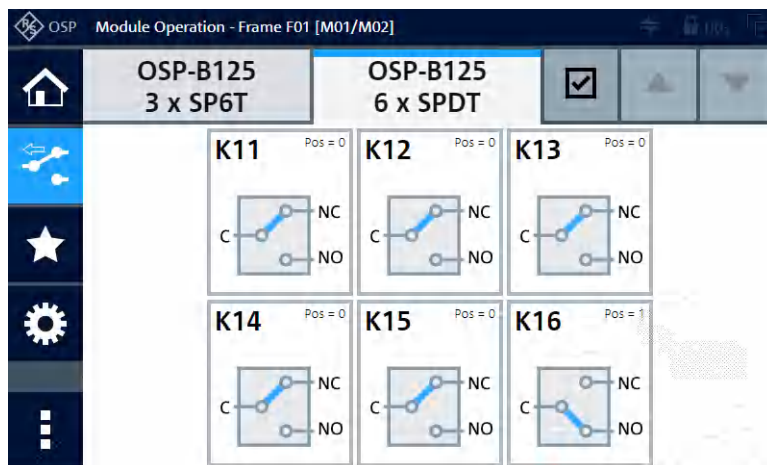 R&S OSP Module Operation - Frame F01 [M01/M02]
OSP-B125 OSP-B125
3 x SP6T 6 x SPDT
K11 Pos = 0 K12 Pos = 0 K13 Pos = 0
NC NC NC
C C C
NO NO NO
K14 Pos = 0 K15 Pos = 0 K16 Pos = 1
NC NC NC
C C C
NO NO NO